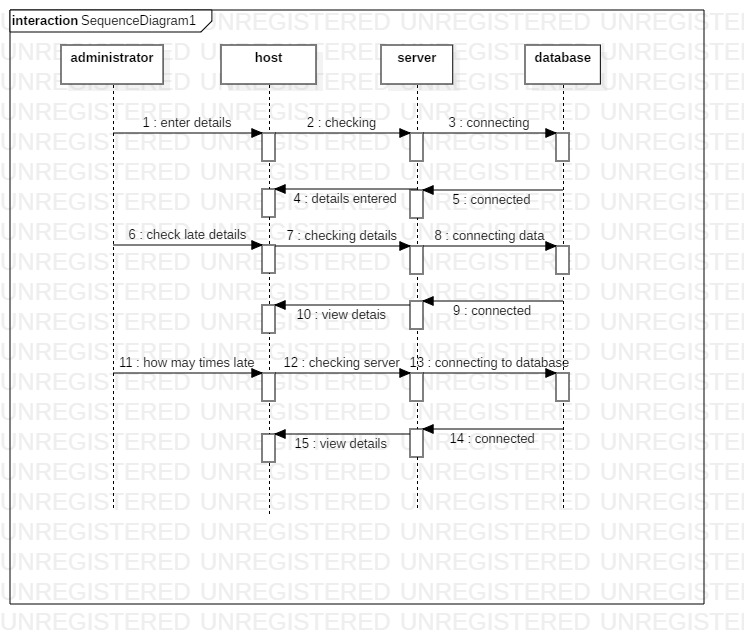 interaction SequenceDiagram1
administrator host server database
1 : enter details 2 : checking 3 : connecting
4 : details entered 5 : connected
6 : check late details 7 : checking details 8 : connecting data
10 : view detais 9 : connected
11 : how may times late 12 : checking server 13 : connecting to database
15 : view details 14 : connected
UNREGISTERED